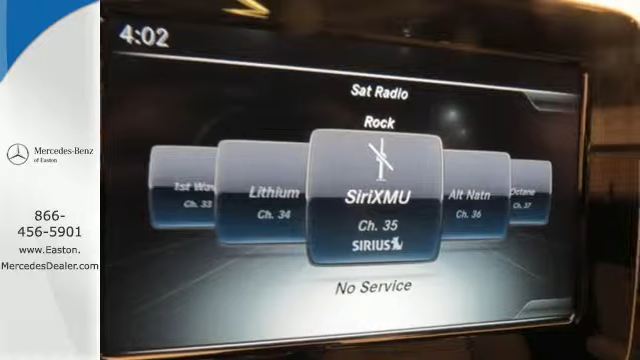 4:02
Sat Radio
Rock
1st Wav
Ch. 33
Lithium
Ch. 34
SiriXMU
Ch. 35
SIRIUS
Alt Natn
Ch. 36
Octane
Ch. 37
No Service
Mercedes-Benz
of Easton
866-
456-5901
www.Easton.
MercedesDealer.com